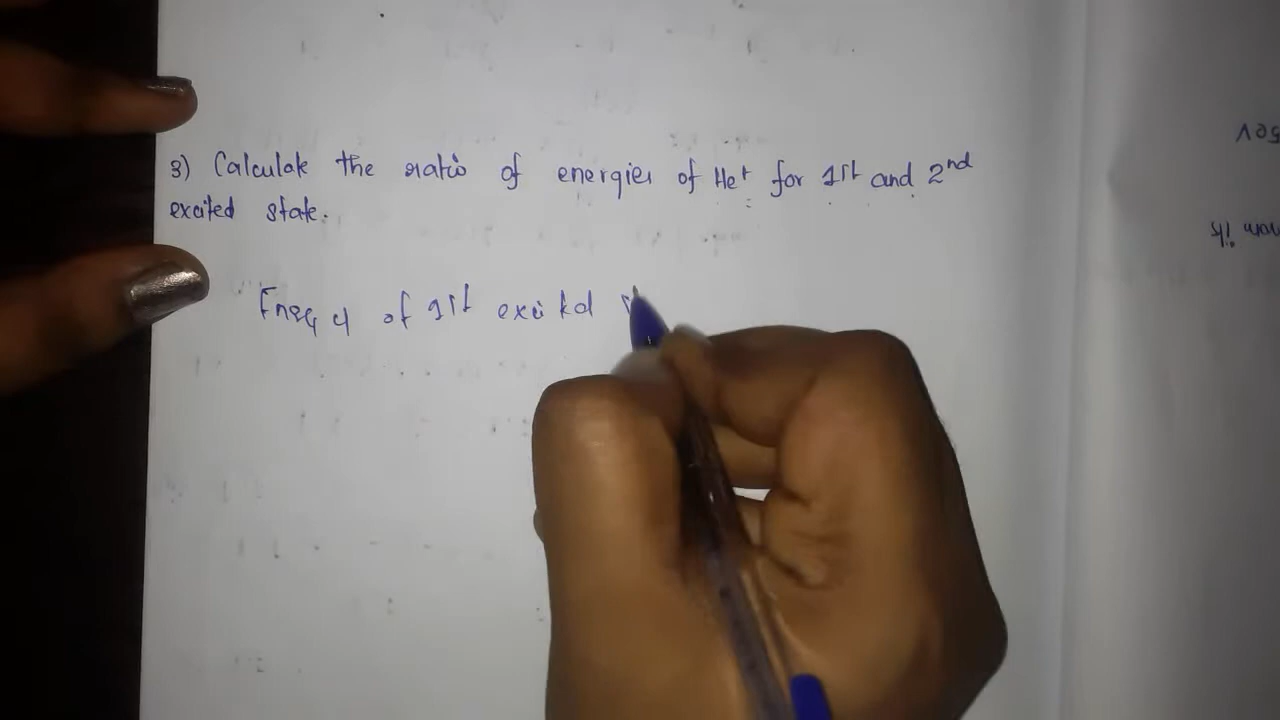 3) Calculate the ratio of energies of He+ for 1st and 2nd
excited state.
Energy of 1st excited